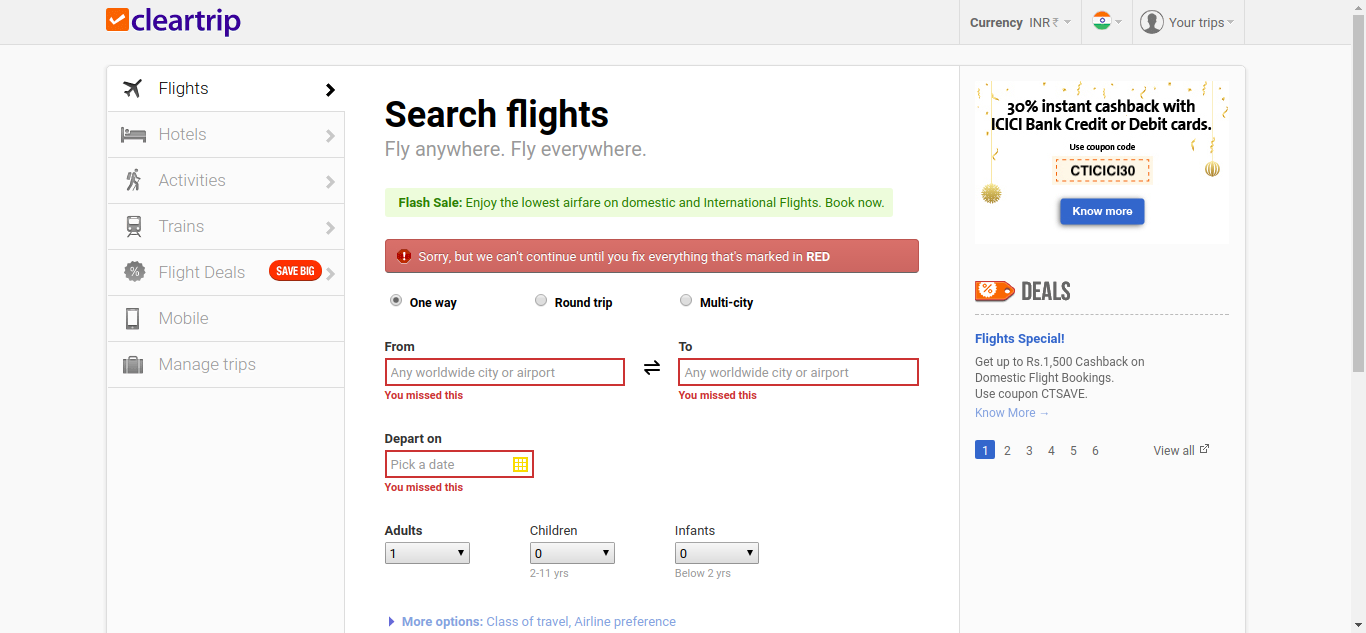 cleartrip
Currency INR ₹
Your trips
Flights
Hotels
Activities
Trains
Flight Deals SAVE BIG
Mobile
Manage trips
Search flights
Fly anywhere. Fly everywhere.
Flash Sale: Enjoy the lowest airfare on domestic and International Flights. Book now.
Sorry, but we can't continue until you fix everything that's marked in RED
One way Round trip Multi-city
From To
Any worldwide city or airport Any worldwide city or airport
You missed this You missed this
Depart on
Pick a date
You missed this
Adults Children Infants
1 0 0
2-11 yrs Below 2 yrs
More options: Class of travel, Airline preference
30% instant cashback with
ICICI Bank Credit or Debit cards.
Use coupon code
CTICICI30
Know more
% DEALS
Flights Special!
Get up to Rs.1,500 Cashback on
Domestic Flight Bookings.
Use coupon CTSAVE.
Know More →
1 2 3 4 5 6 View all